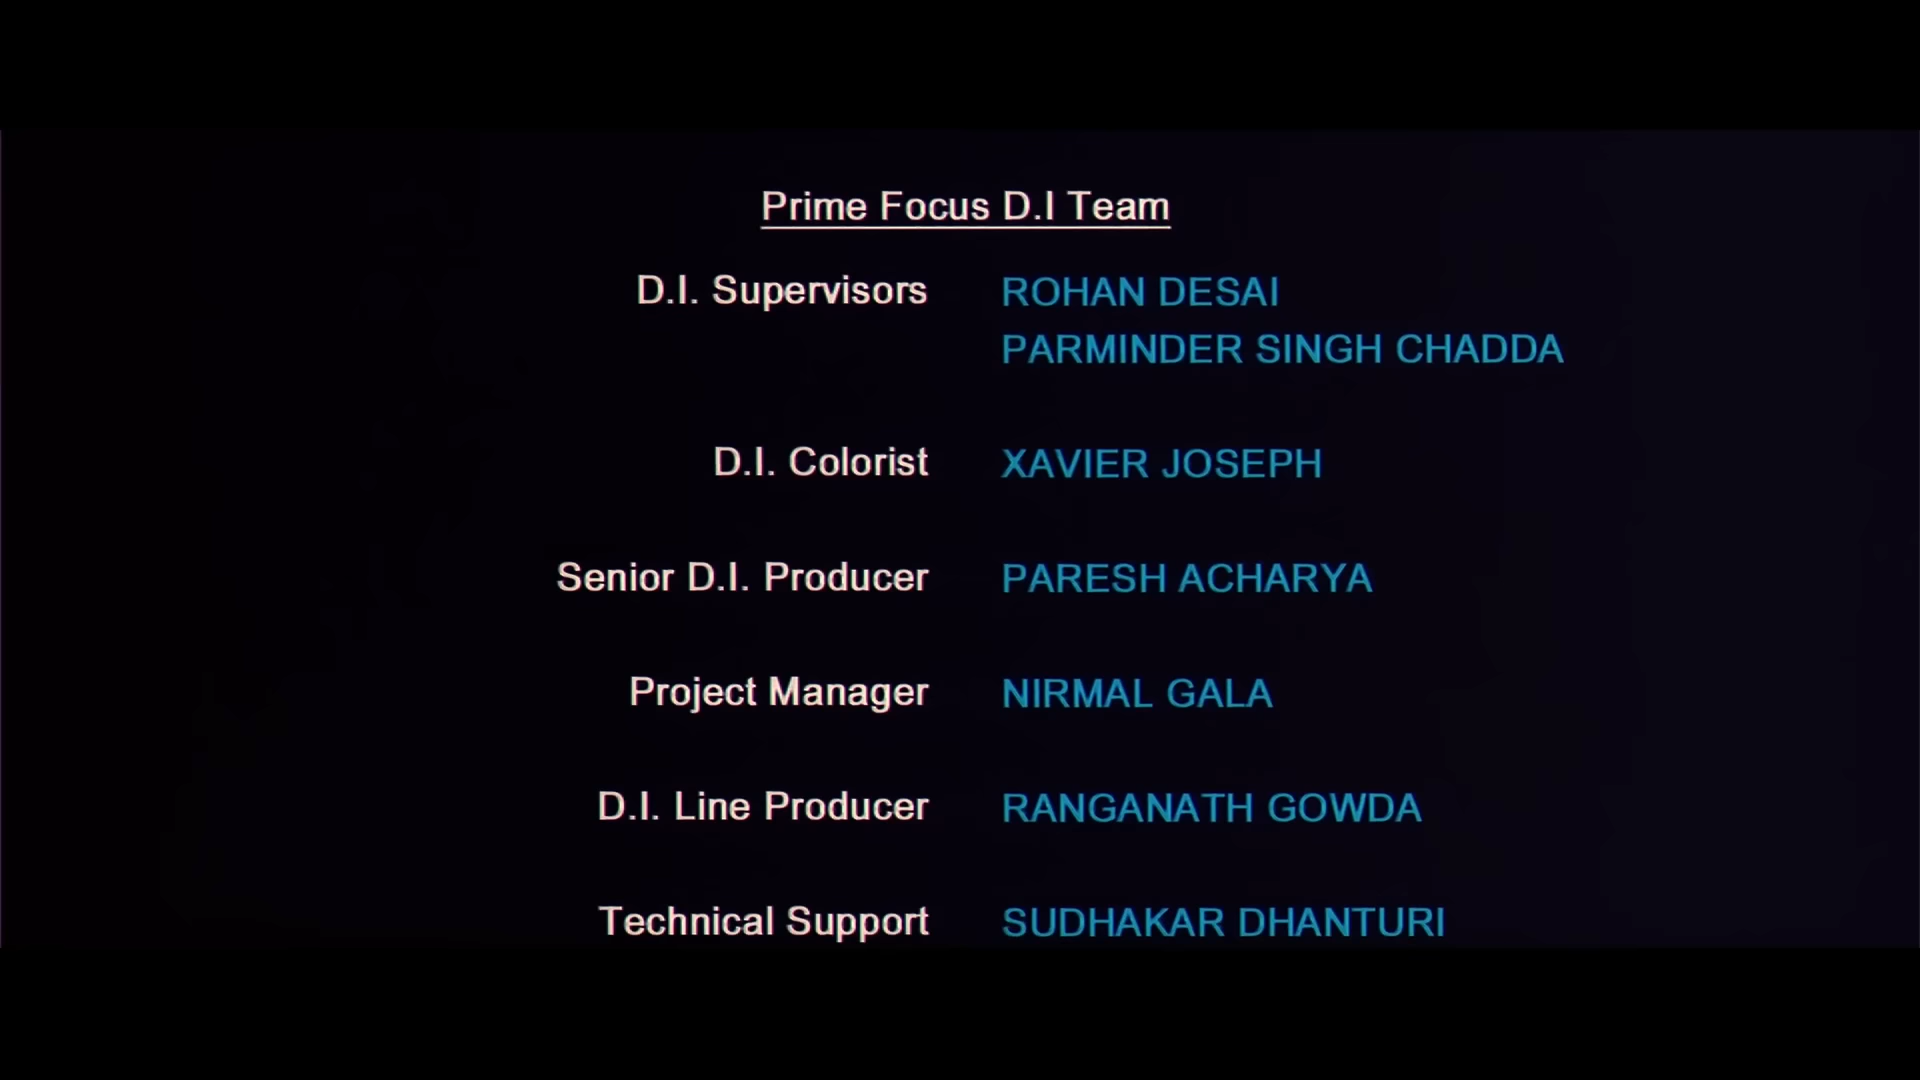 Prime Focus D.I Team
D.I. Supervisors ROHAN DESAI
PARMINDER SINGH CHADDA
D.I. Colorist XAVIER JOSEPH
Senior D.I. Producer PARESH ACHARYA
Project Manager NIRMAL GALA
D.I. Line Producer RANGANATH GOWDA
Technical Support SUDHAKAR DHANTURI